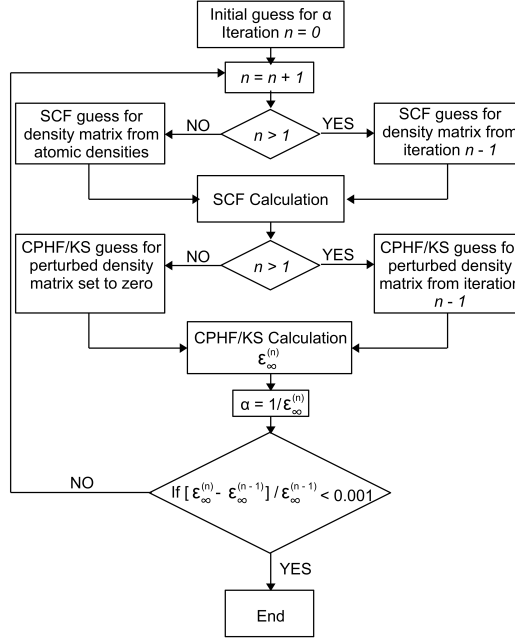 Initial guess for α
Iteration n = 0
n = n + 1
SCF guess for
density matrix from
atomic densities
NO
n > 1
YES
SCF guess for
density matrix from
iteration n - 1
SCF Calculation
CPHF/KS guess for
perturbed density
matrix set to zero
NO
n > 1
YES
CPHF/KS guess fo
perturbed density
matrix from iteration
n - 1
CPHF/KS Calculation
ε∞(n)
α = 1/ε∞(n)
NO
If [ ε∞(n) - ε∞(n - 1) ] / ε∞(n - 1) < 0.001
YES
End